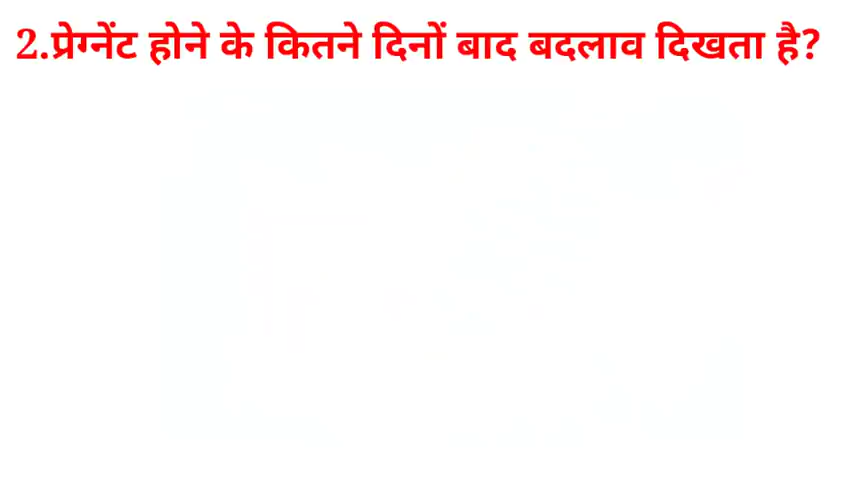 2.प्रेग्नेंट होने के कितने दिनों बाद बदलाव दिखता है?